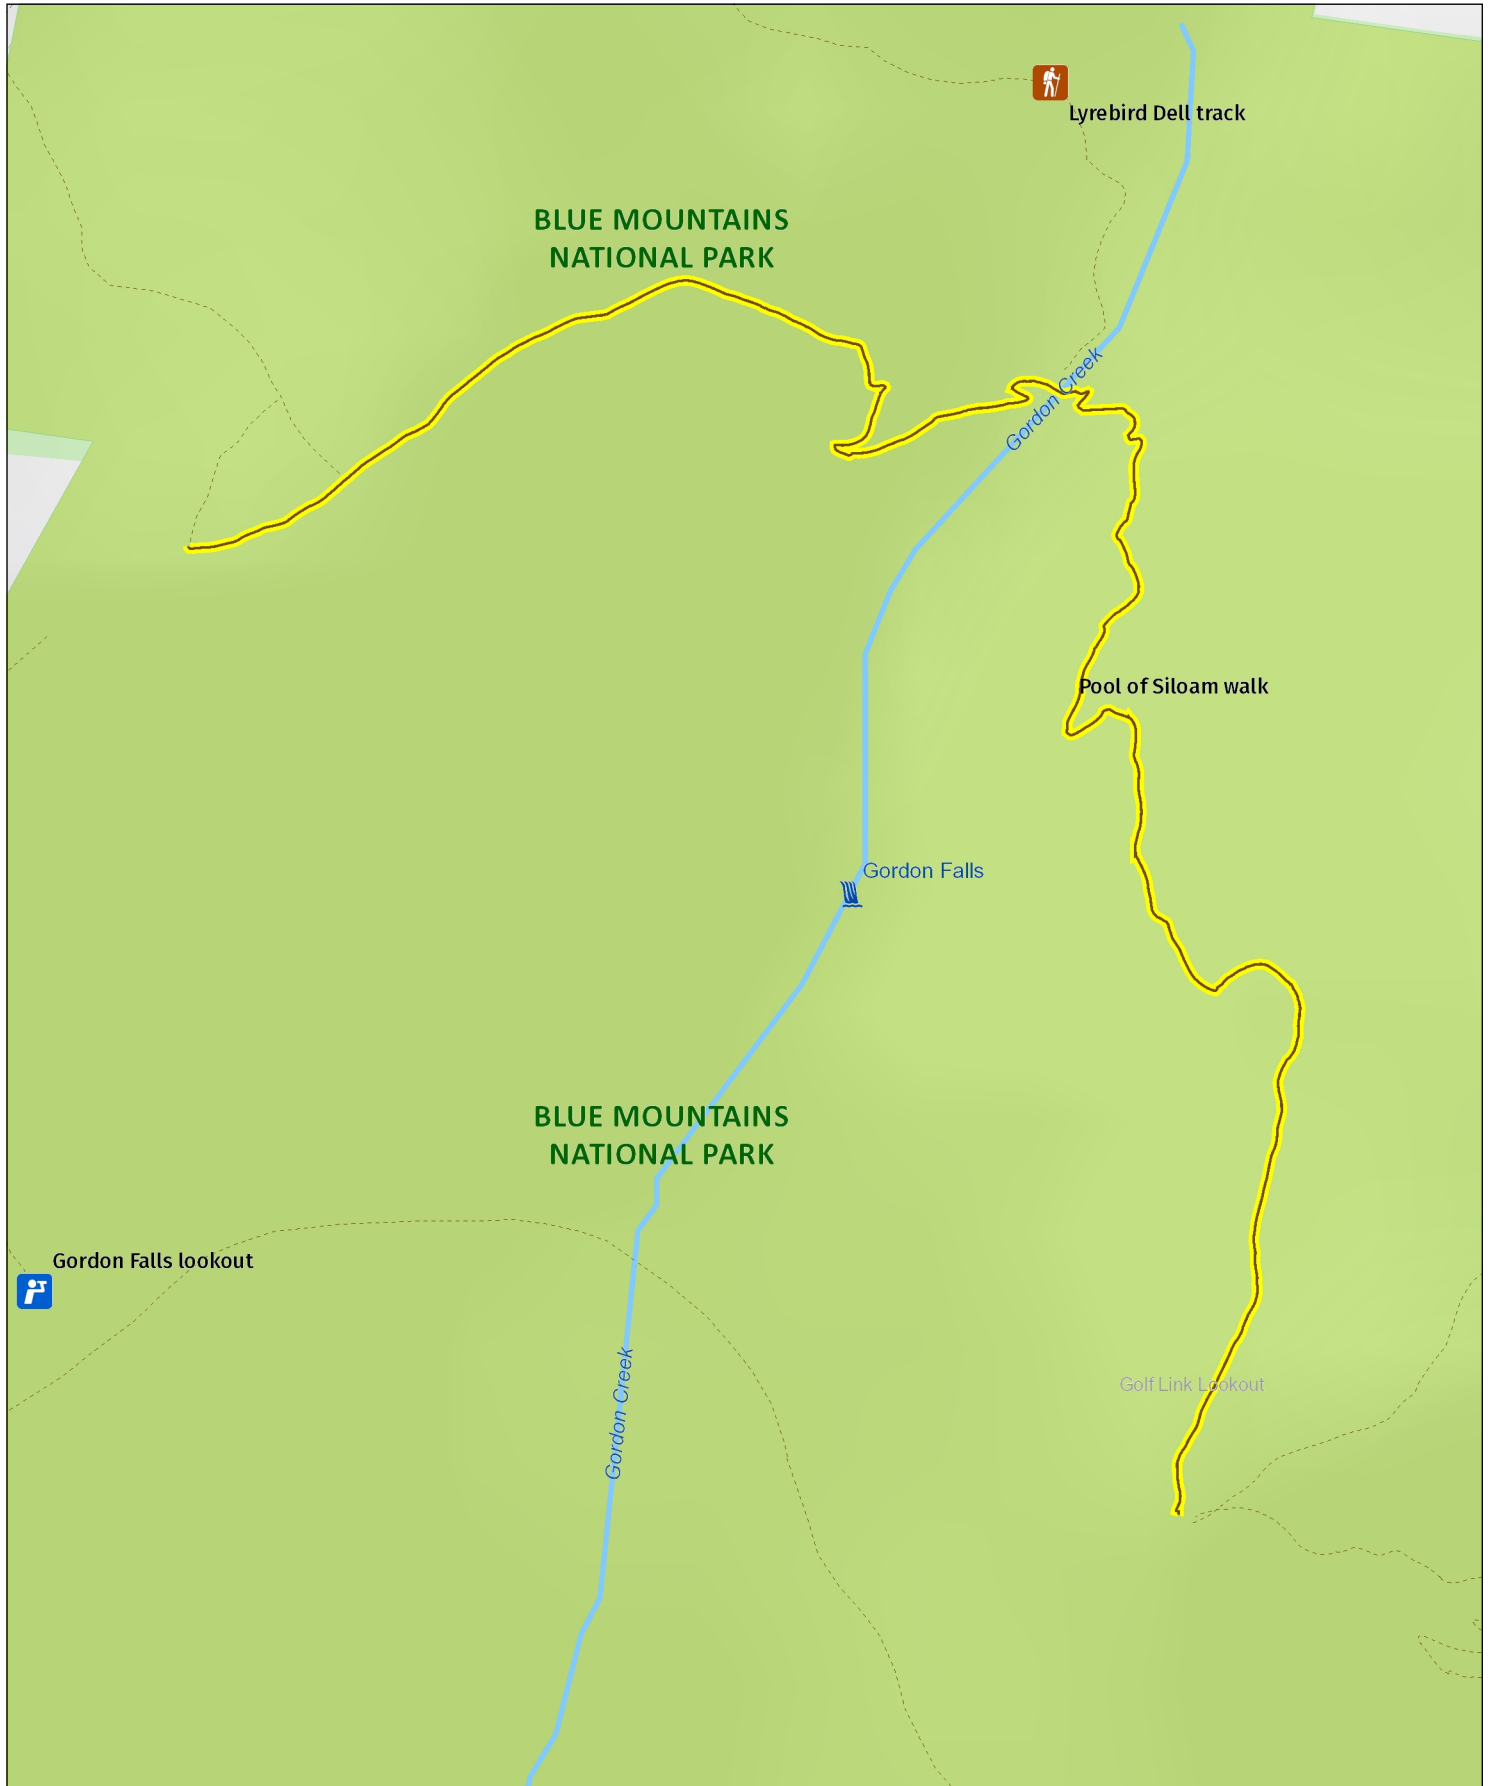 Lyrebird Dell track
BLUE MOUNTAINS
NATIONAL PARK
Gordon Creek
Pool of Siloam walk
Gordon Falls
BLUE MOUNTAINS
NATIONAL PARK
Gordon Falls lookout
Golf Link Lookout
Gordon Creek